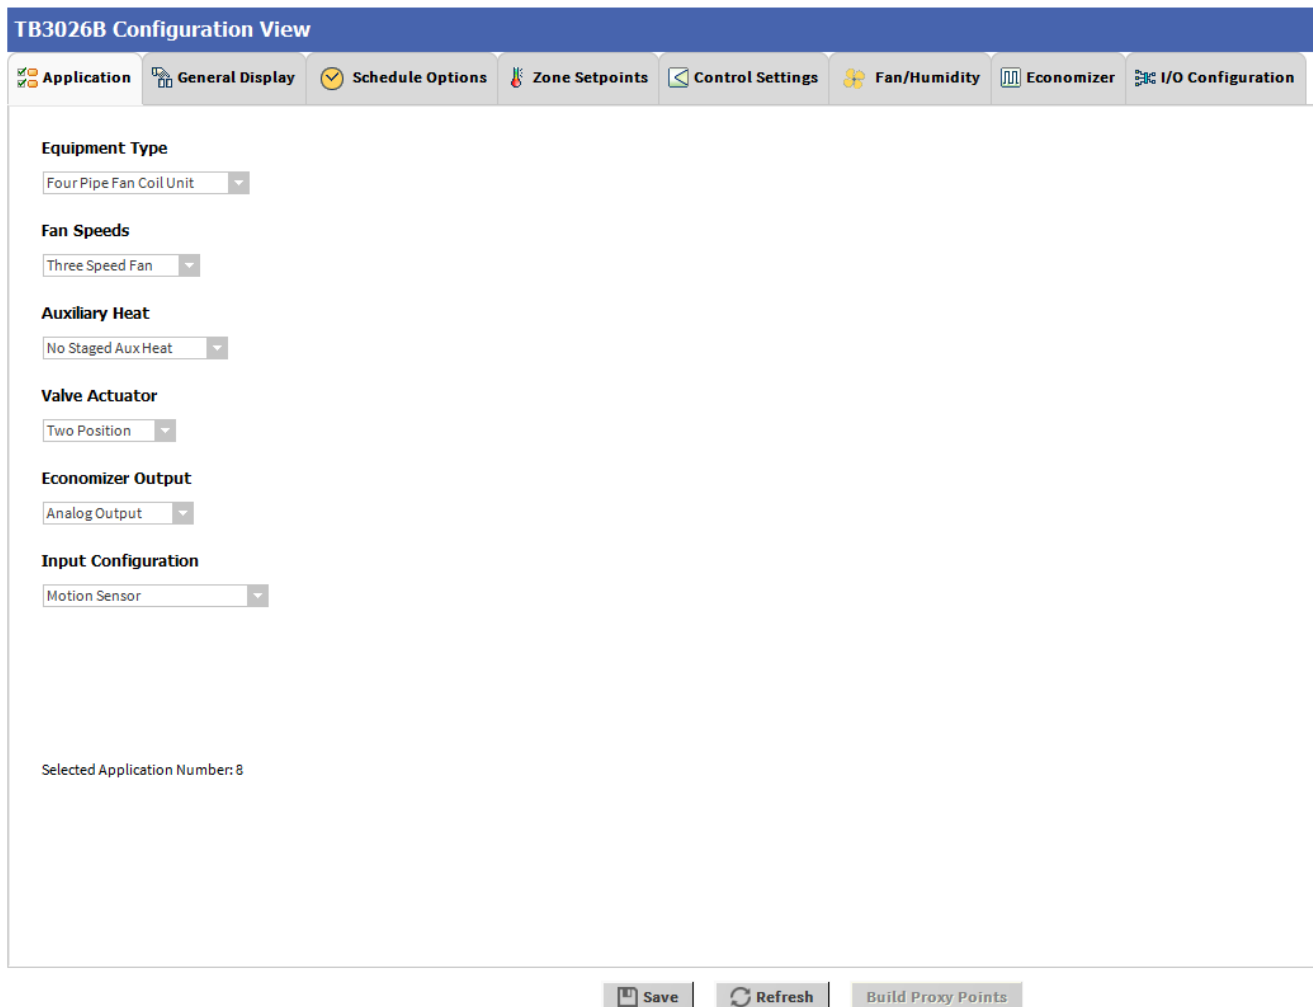 TB3026B Configuration View
Application General Display Schedule Options Zone Setpoints Control Settings Fan/Humidity Economizer I/O Configuration
Equipment Type
Four Pipe Fan Coil Unit
Fan Speeds
Three Speed Fan
Auxiliary Heat
No Staged Aux Heat
Valve Actuator
Two Position
Economizer Output
Analog Output
Input Configuration
Motion Sensor
Selected Application Number: 8
Save Refresh Build Proxy Points